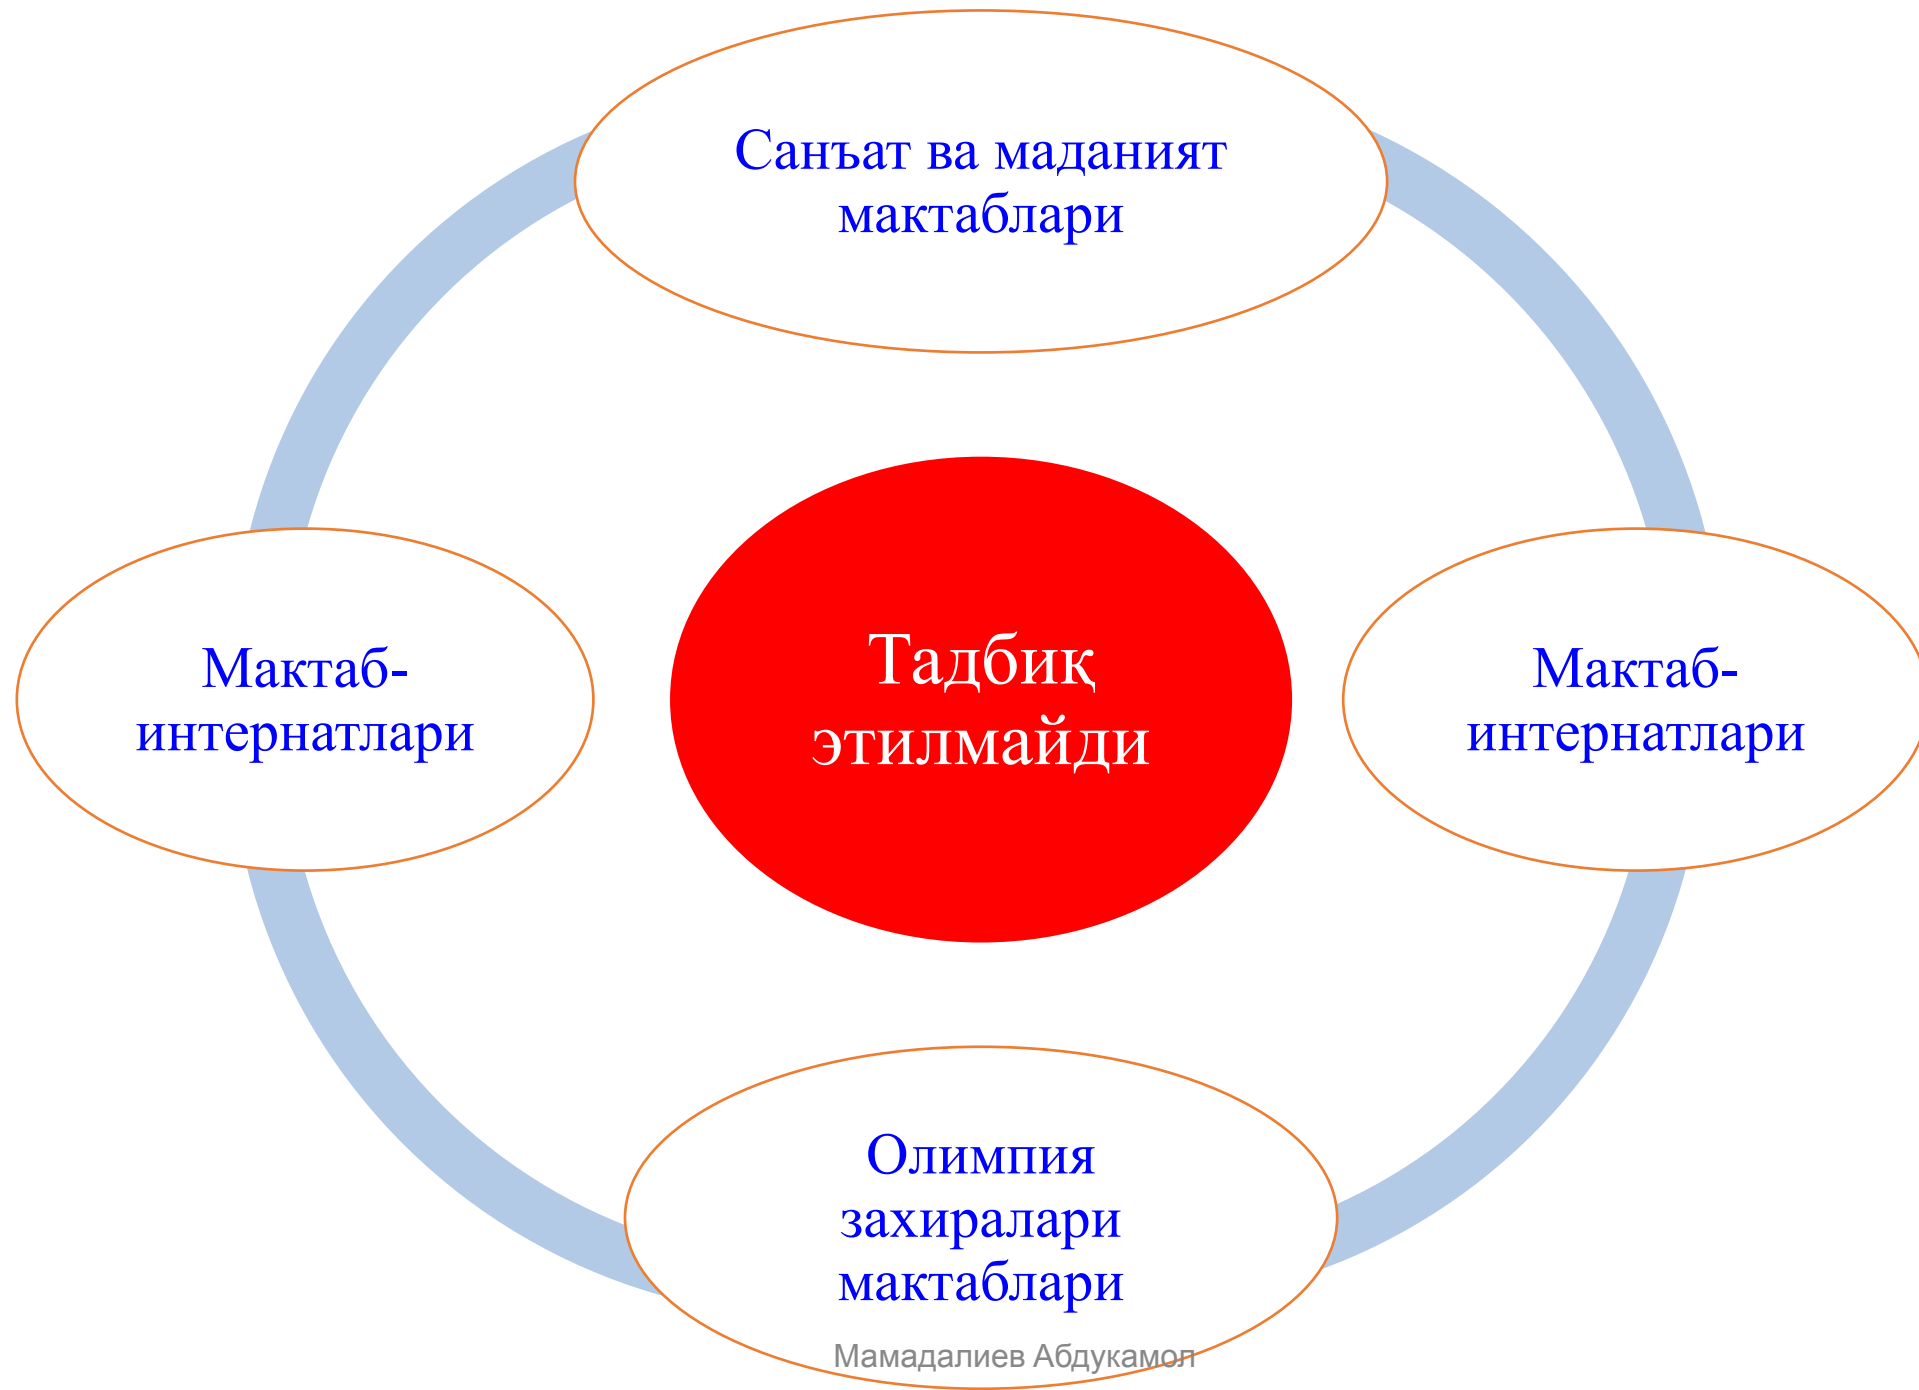 Санъат ва маданият
мактаблари
Мактаб-
интернатлари
Тадбиқ
этилмайди
Мактаб-
интернатлари
Олимпия
захиралари
мактаблари
Мамадалиев Абдукамол